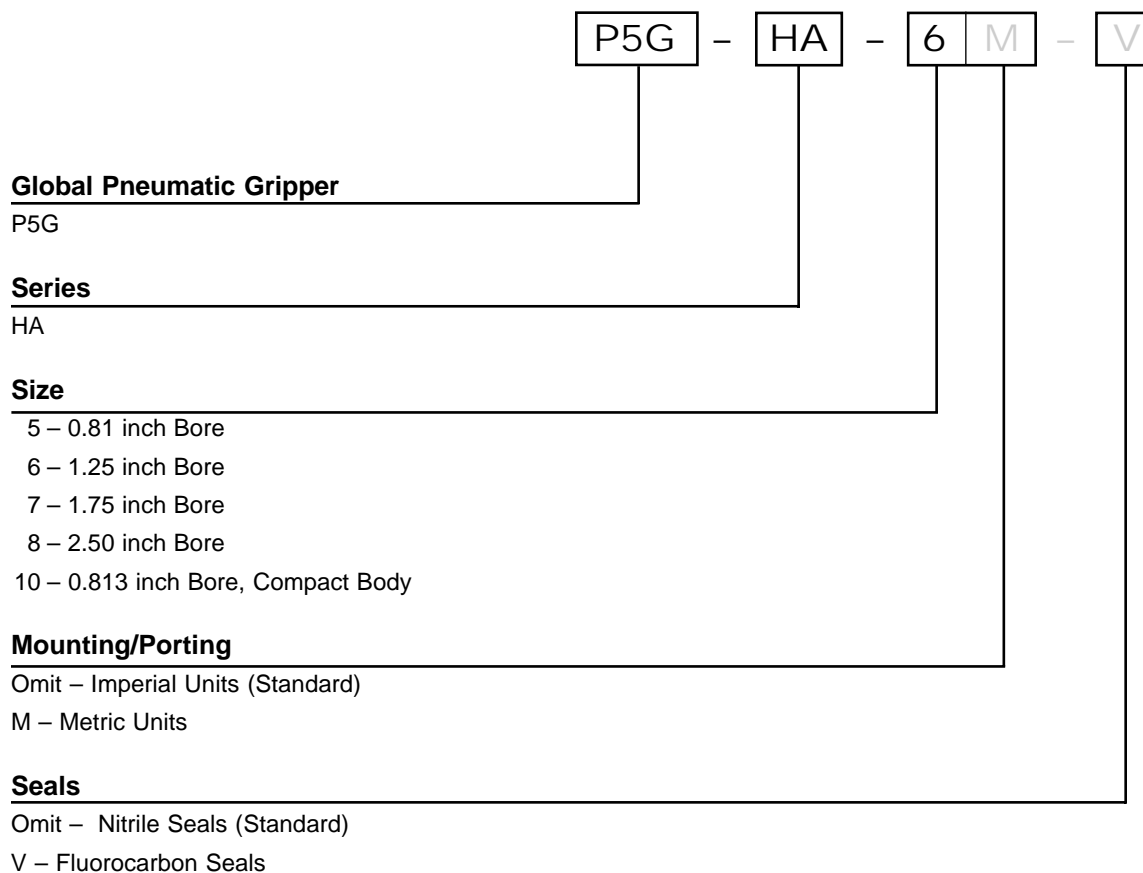 P5G – HA – 6 M – V
Global Pneumatic Gripper
P5G
Series
HA
Size
5 – 0.81 inch Bore
6 – 1.25 inch Bore
7 – 1.75 inch Bore
8 – 2.50 inch Bore
10 – 0.813 inch Bore, Compact Body
Mounting/Porting
Omit – Imperial Units (Standard)
M – Metric Units
Seals
Omit – Nitrile Seals (Standard)
V – Fluorocarbon Seals